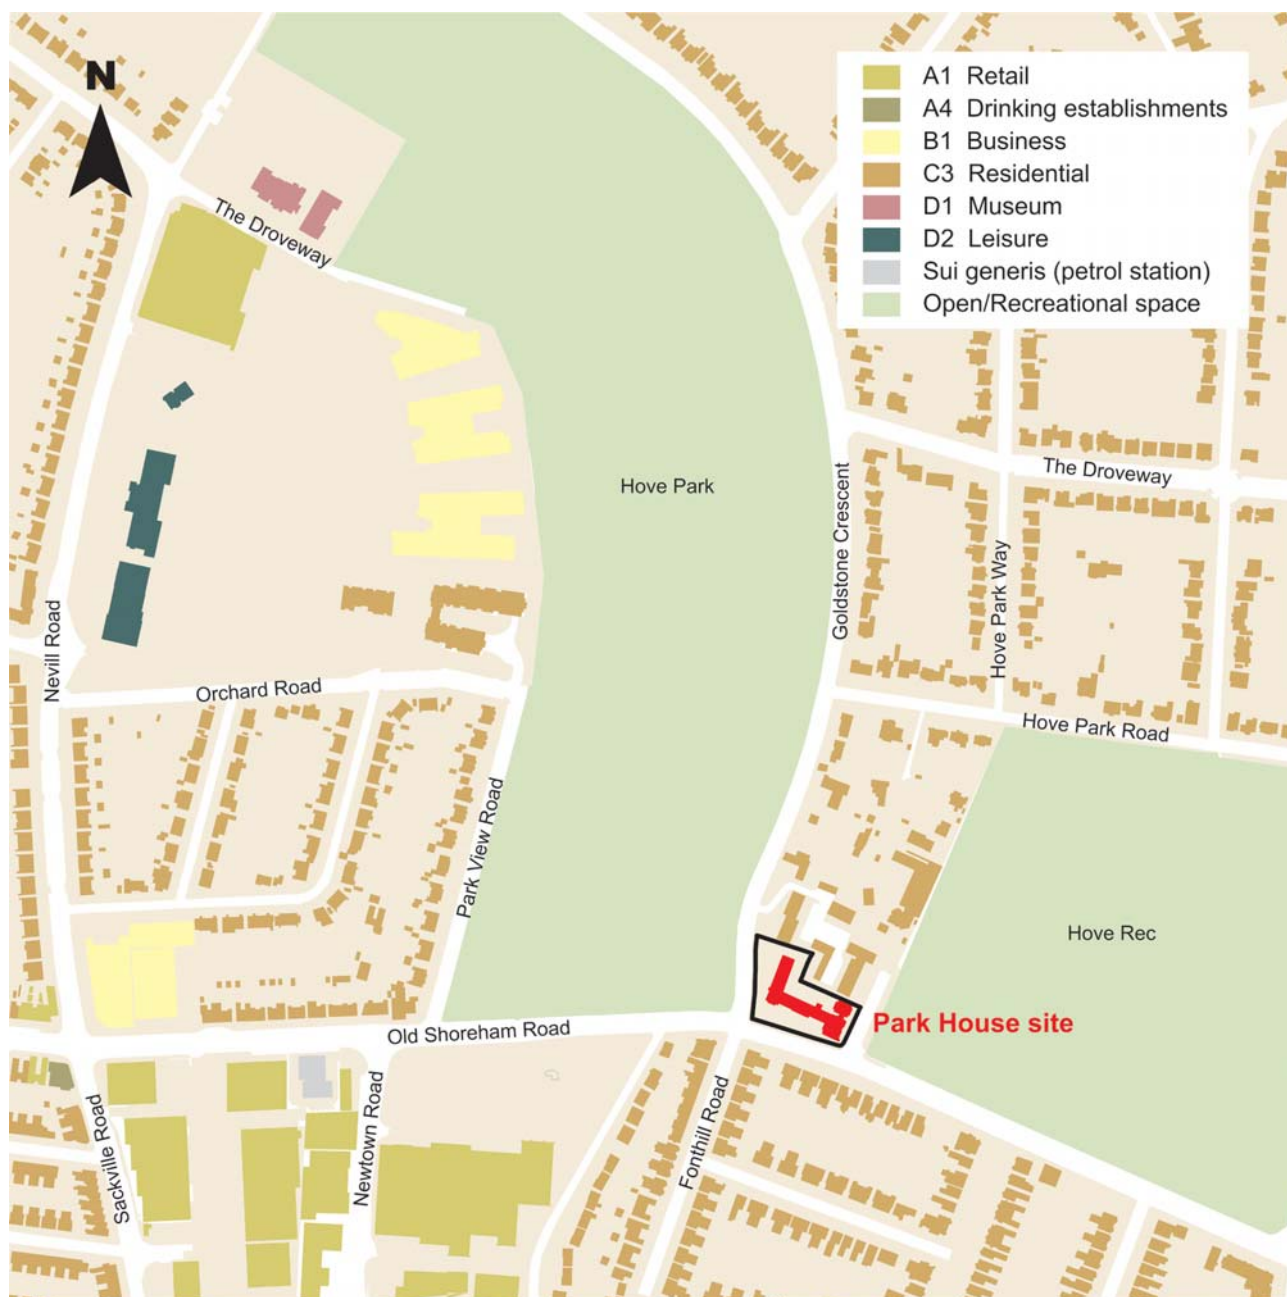 N
A1 Retail
A4 Drinking establishments
B1 Business
C3 Residential
D1 Museum
D2 Leisure
Sui generis (petrol station)
Open/Recreational space
The Droveway
Hove Park
Goldstone Crescent
The Droveway
Hove Park Way
Nevill Road
Orchard Road
Hove Park Road
Park View Road
Hove Rec
Park House site
Old Shoreham Road
Sackville Road
Newtown Road
Fonthill Road